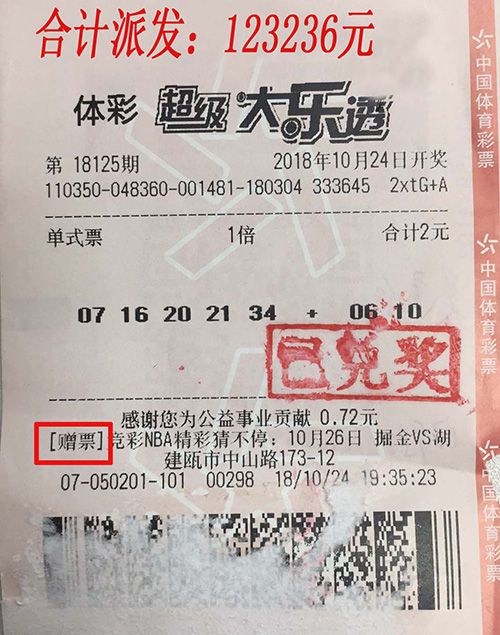 合计派发：123236元
体彩 超级大乐透
第 18125期 2018年10月24日开奖
110350-048360-001481-180304 333645 2xtG+A
单式票 1倍 合计2元
07 16 20 21 34 + 06 10
已兑奖
感谢您为公益事业贡献 0.72元
[赠票]竞彩NBA精彩猜不停：10月26日 掘金VS湖
建瓯市中山路173-12
07-050201-101 00298 18/10/24 19:35:23
中国体育彩票
中国体育彩票
中国体育彩票